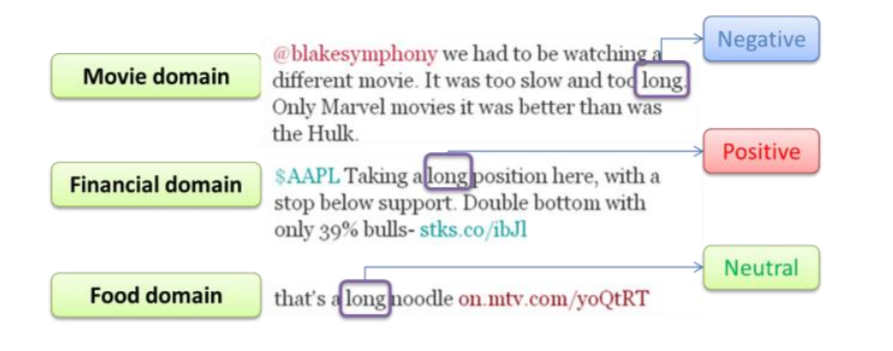 Negative
@blakesymphony we had to be watching a
Movie domain
different movie. It was too slow and too long.
Only Marvel movies it was better than was
the Hulk.
Positive
Financial domain
$AAPL Taking a long position here, with a
stop below support. Double bottom with
only 39% bulls- stks.co/ibJl
Neutral
Food domain
that's a long noodle on.mtv.com/yoQtRT